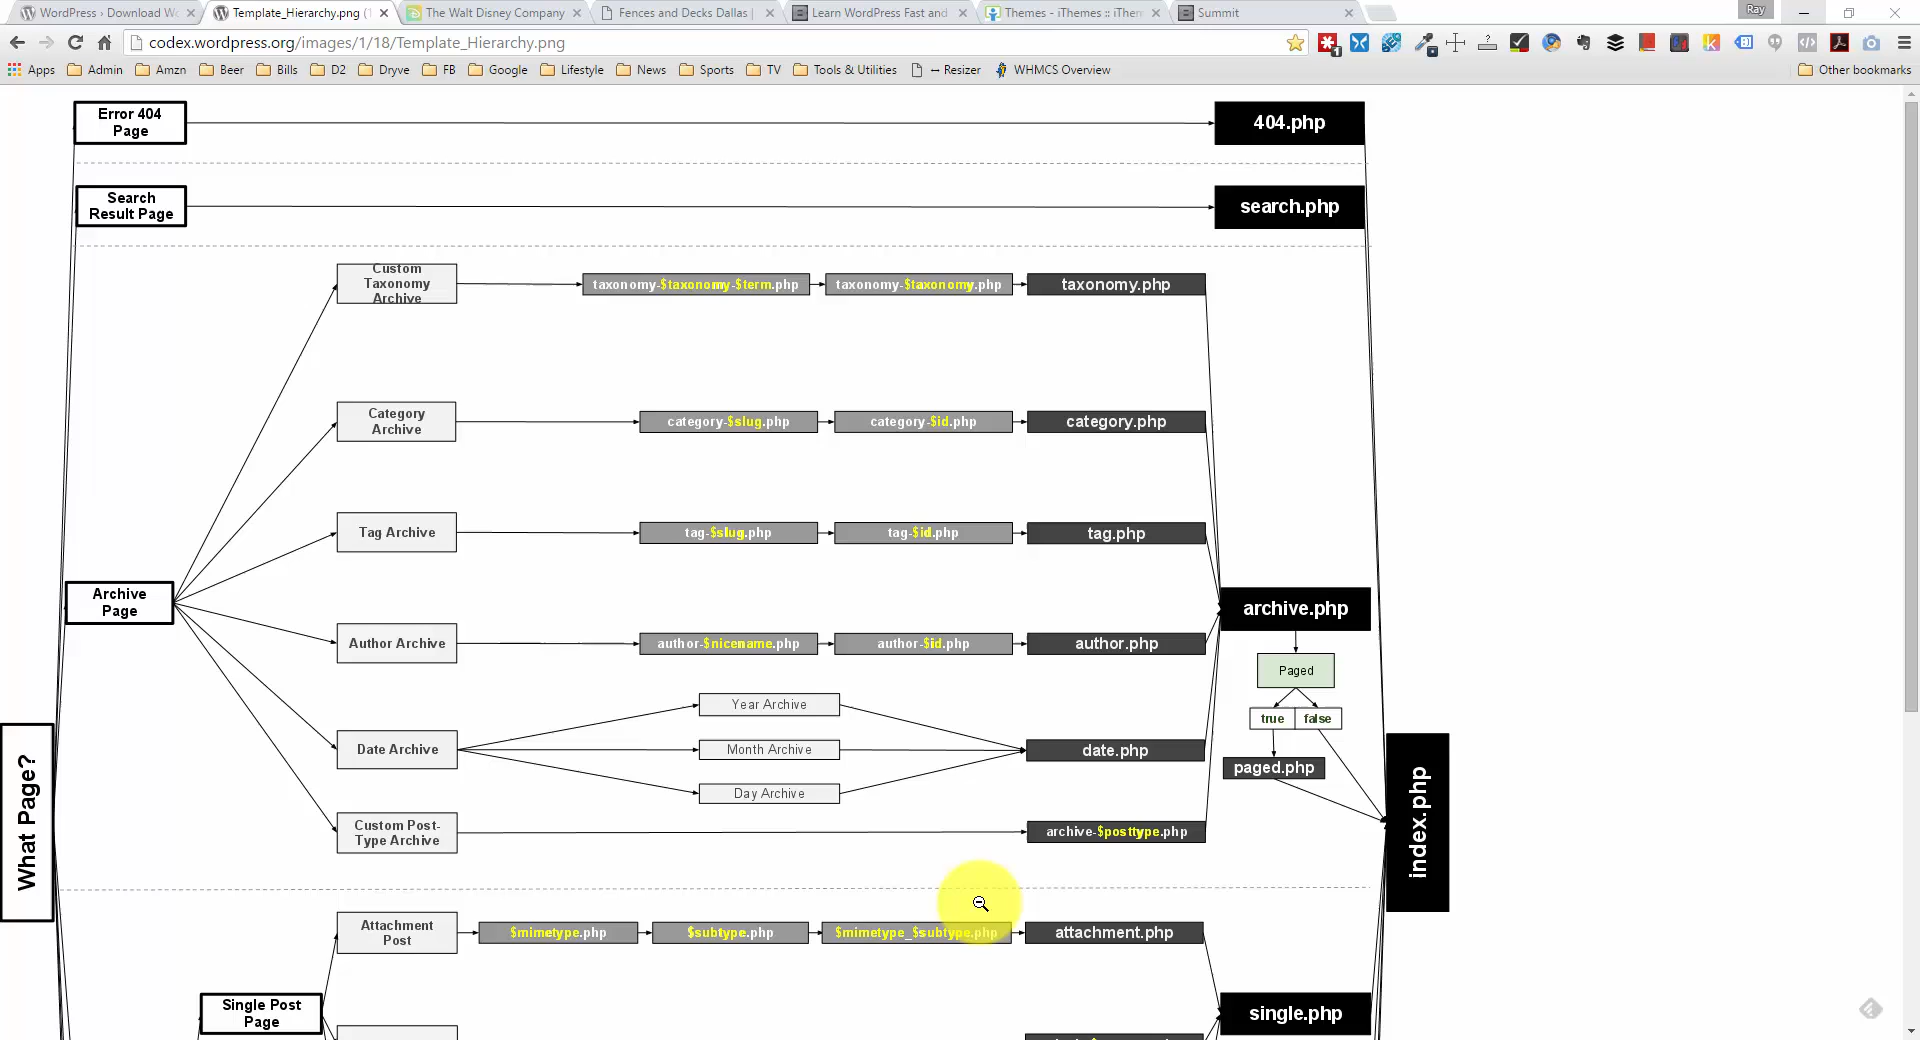 WordPress › Download Wo
Template_Hierarchy.png (1
The Walt Disney Company
Fences and Decks Dallas |
Learn WordPress Fast and
Themes - iThemes :: iThem
Summit
Ray
codex.wordpress.org/images/1/18/Template_Hierarchy.png
Apps
Admin
Amzn
Beer
Bills
D2
Dryve
FB
Google
Lifestyle
News
Sports
TV
Tools & Utilities
↔ Resizer
WHMCS Overview
Other bookmarks
Error 404
Page
404.php
Search
Result Page
search.php
Custom
Taxonomy
Archive
taxonomy-$taxonomy-$term.php
taxonomy-$taxonomy.php
taxonomy.php
Category
Archive
category-$slug.php
category-$id.php
category.php
Tag Archive
tag-$slug.php
tag-$id.php
tag.php
Archive
Page
archive.php
Author Archive
author-$nicename.php
author-$id.php
author.php
Paged
true
false
paged.php
Date Archive
Year Archive
Month Archive
Day Archive
date.php
Custom Post-
Type Archive
archive-$posttype.php
What Page?
index.php
Attachment
Post
$mimetype.php
$subtype.php
$mimetype_$subtype.php
attachment.php
Single Post
Page
single.php